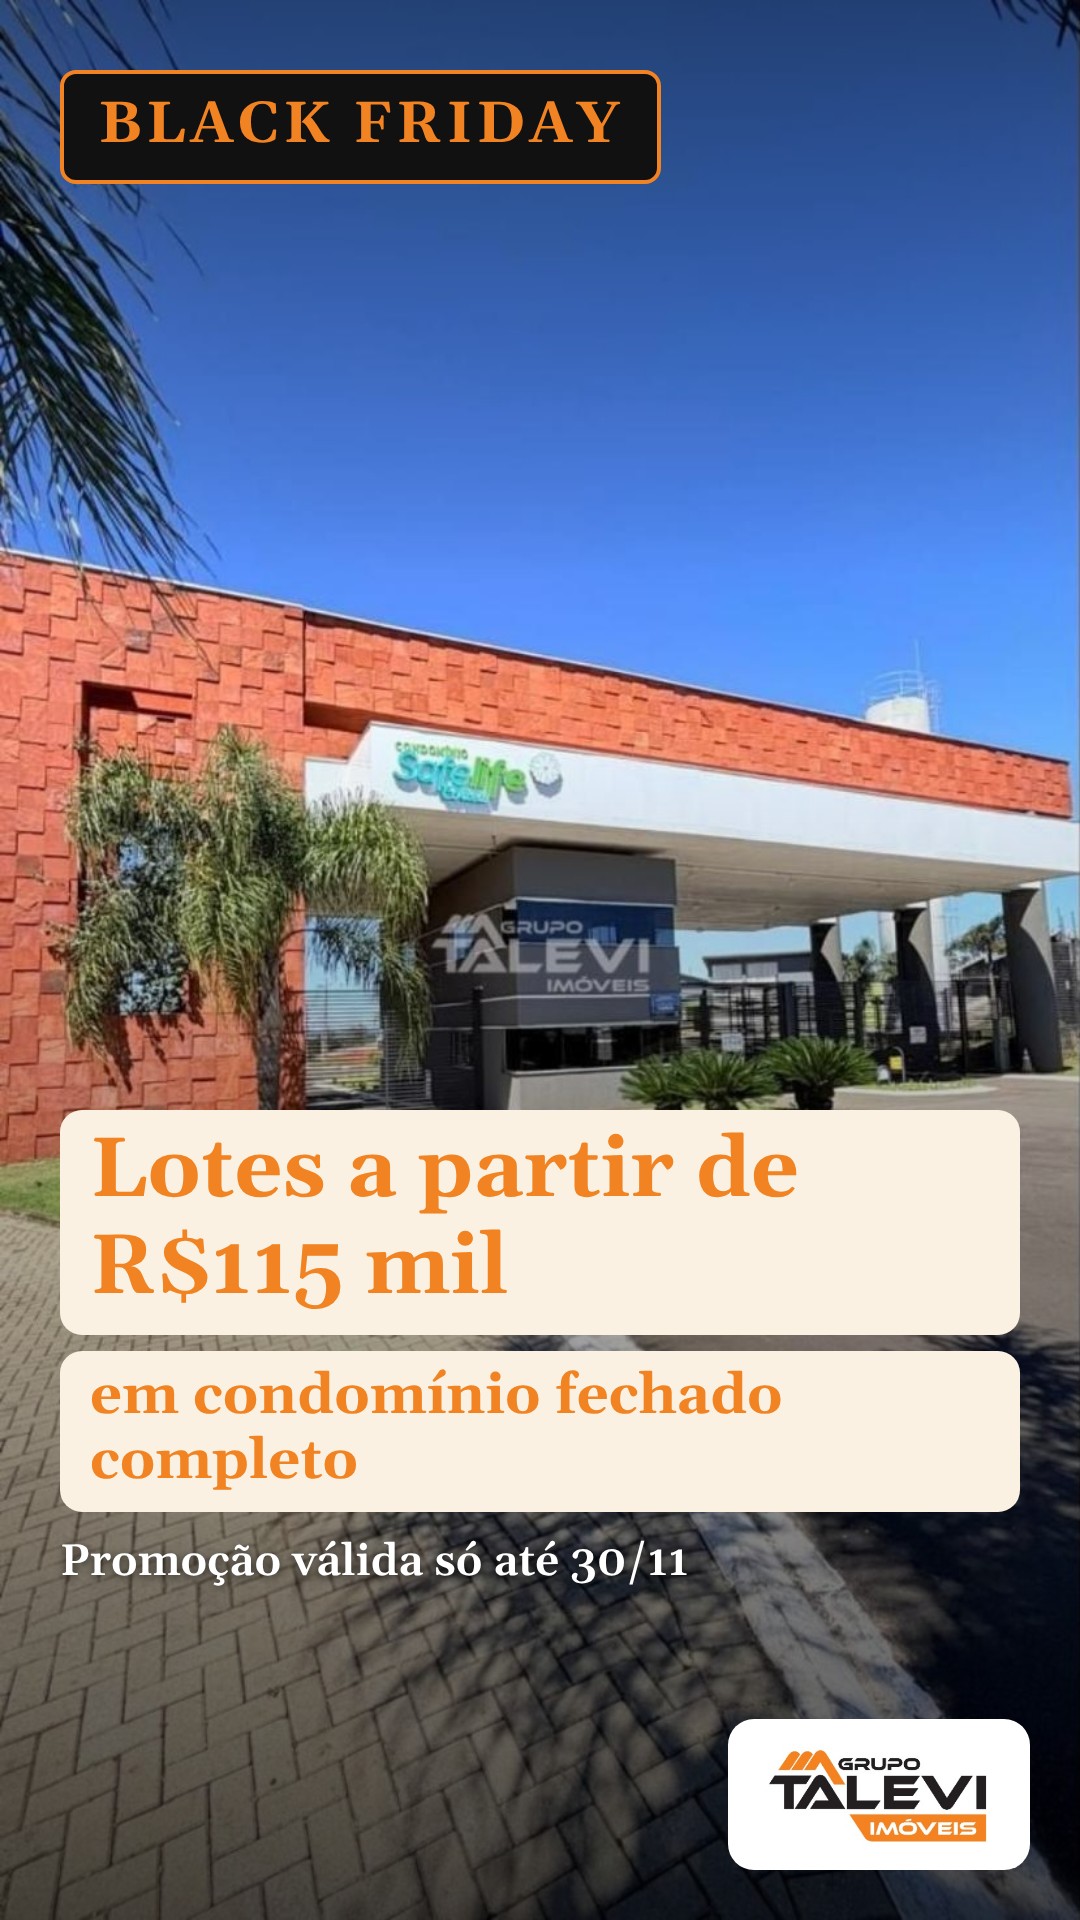 BLACK FRIDAY
CONDOMÍNIO
Safe life
GRUPO
TALEVI
IMÓVEIS
Lotes a partir de
R$115 mil
em condomínio fechado
completo
Promoção válida só até 30/11
GRUPO
TALEVI
IMÓVEIS